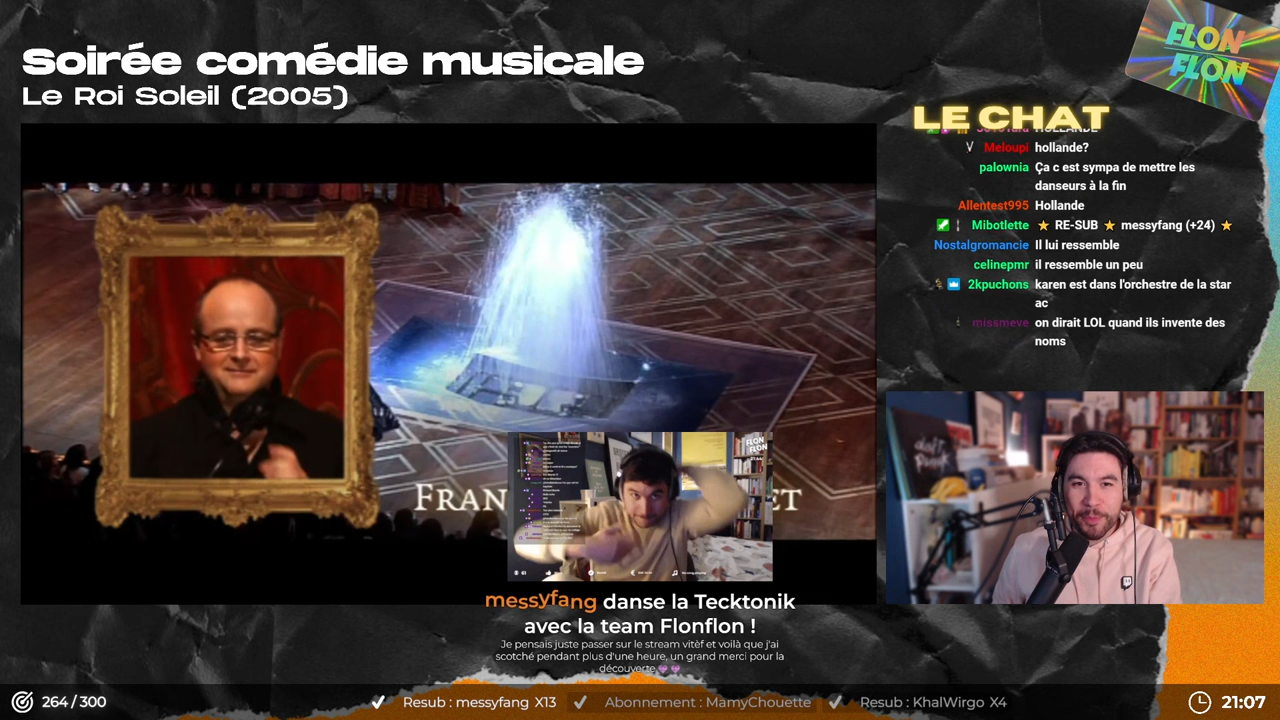 Soirée comédie musicale
Le Roi Soleil (2005)
FLON
FLON
LE CHAT
HOLLANDE
Meloupi hollande?
palownia Ça c est sympa de mettre les
danseurs à la fin
Allentest995 Hollande
Mibotlette RE-SUB messyfang (+24)
Nostalgromancie Il lui ressemble
celinepmr il ressemble un peu
2kpuchons karen est dans l'orchestre de la star
ac
missmeve on dirait LOL quand ils invente des
noms
FRAN
ET
FLON
FLON
messyfang danse la Tecktonik
avec la team Flonflon !
Je pensais juste passer sur le stream vitèf et voilà que j'ai
scotché pendant plus d'une heure, un grand merci pour la
découverte
264 / 300
Resub : messyfang X13
Abonnement : MamyChouette
Resub : KhalWirgo X4
21:07